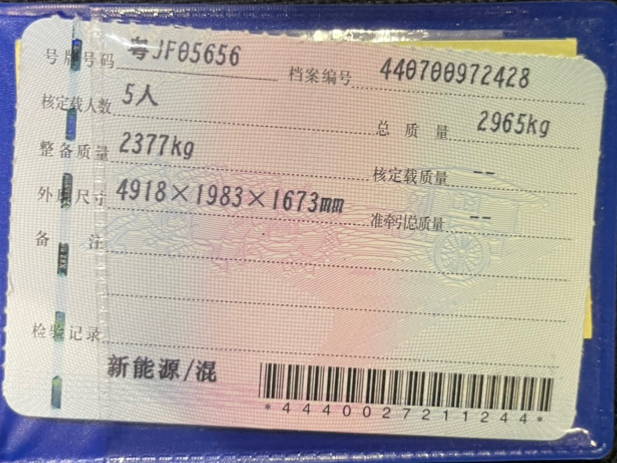 号牌号码 粤JF05656 档案编号 440700972428
核定载人数 5人 总质量 2965kg
整备质量 2377kg 核定载质量 --
外廓尺寸 4918×1983×1673mm 准牵引总质量 --
备注
检验记录
新能源/混
*4440027211244*